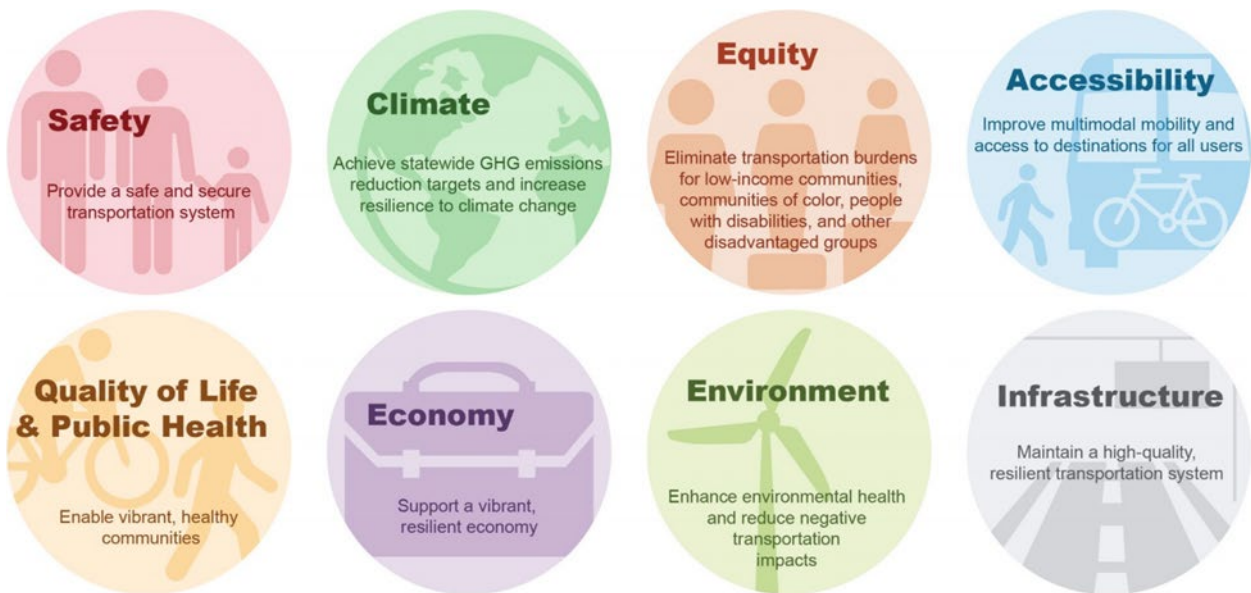 Safety
Provide a safe and secure
transportation system
Climate
Achieve statewide GHG emissions
reduction targets and increase
resilience to climate change
Equity
Eliminate transportation burdens
for low-income communities,
communities of color, people
with disabilities, and other
disadvantaged groups
Accessibility
Improve multimodal mobility and
access to destinations for all users
Quality of Life
& Public Health
Enable vibrant, healthy
communities
Economy
Support a vibrant,
resilient economy
Environment
Enhance environmental health
and reduce negative
transportation
impacts
Infrastructure
Maintain a high-quality,
resilient transportation system